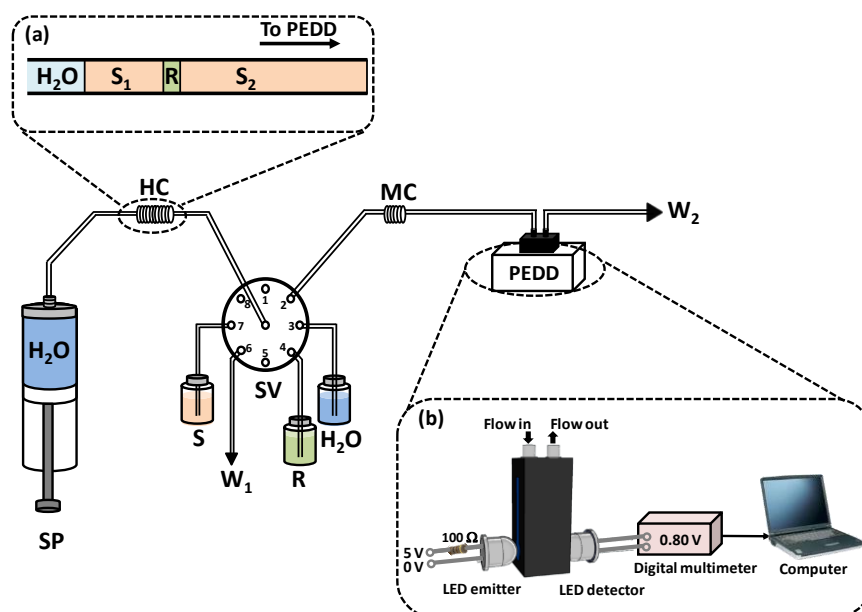 (a)
To PEDD
H₂O S₁ R S₂
HC
MC
W₂
PEDD
H₂O
SP
1
2
3
4
5
6
7
8
SV
S
W₁
R
H₂O
(b)
Flow in Flow out
100 Ω
5 V
0 V
0.80 V
LED emitter LED detector Digital multimeter Computer